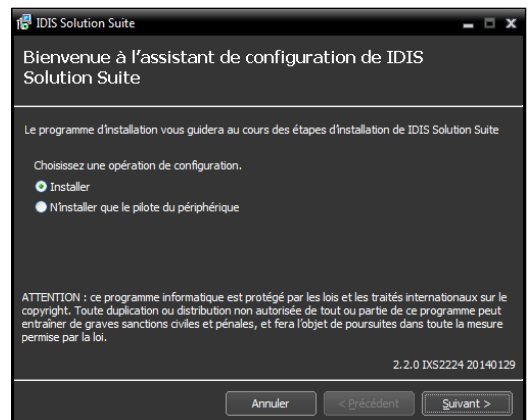 IDIS Solution Suite
Bienvenue à l'assistant de configuration de IDIS
Solution Suite
Le programme d'installation vous guidera au cours des étapes d'installation de IDIS Solution Suite
Choisissez une opération de configuration.
Installer
N'installer que le pilote du périphérique
ATTENTION : ce programme informatique est protégé par les lois et les traités internationaux sur le
copyright. Toute duplication ou distribution non autorisée de tout ou partie de ce programme peut
entraîner de graves sanctions civiles et pénales, et fera l'objet de poursuites dans toute la mesure
permise par la loi.
2.2.0 IXS2224 20140129
Annuler
< Précédent
Suivant >